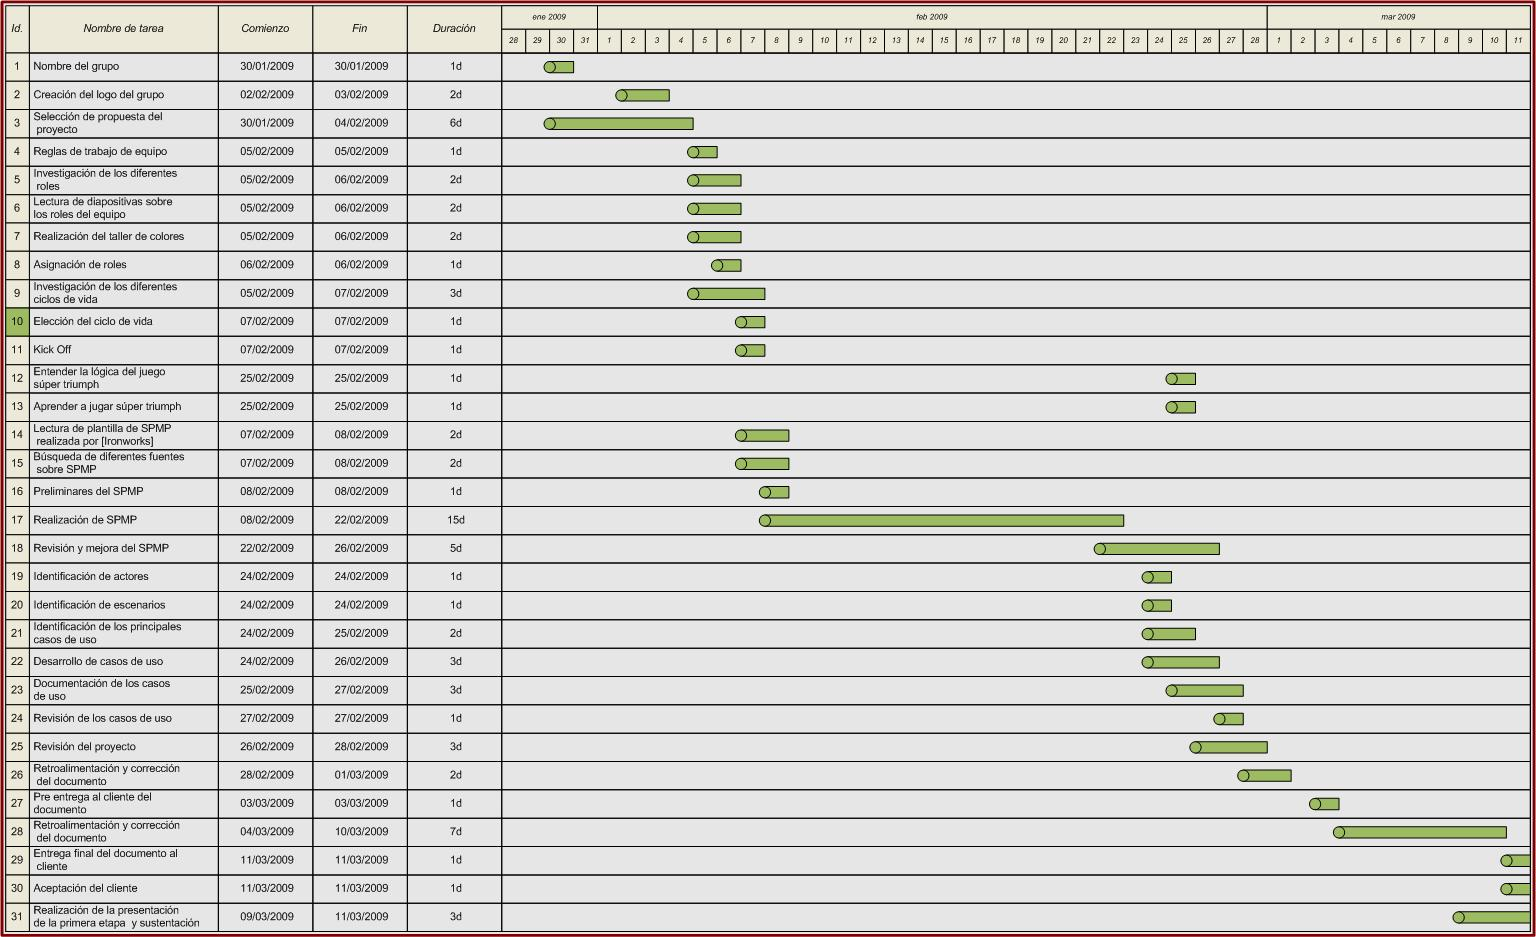 Id. Nombre de tarea Comienzo Fin Duración ene 2009 feb 2009 mar 2009
28 29 30 31 1 2 3 4 5 6 7 8 9 10 11 12 13 14 15 16 17 18 19 20 21 22 23 24 25 26 27 28 1 2 3 4 5 6 7 8 9 10 11
1 Nombre del grupo 30/01/2009 30/01/2009 1d
2 Creación del logo del grupo 02/02/2009 03/02/2009 2d
3 Selección de propuesta del
proyecto 30/01/2009 04/02/2009 6d
4 Reglas de trabajo de equipo 05/02/2009 05/02/2009 1d
5 Investigación de los diferentes
roles 05/02/2009 06/02/2009 2d
6 Lectura de diapositivas sobre
los roles del equipo 05/02/2009 06/02/2009 2d
7 Realización del taller de colores 05/02/2009 06/02/2009 2d
8 Asignación de roles 06/02/2009 06/02/2009 1d
9 Investigación de los diferentes
ciclos de vida 05/02/2009 07/02/2009 3d
10 Elección del ciclo de vida 07/02/2009 07/02/2009 1d
11 Kick Off 07/02/2009 07/02/2009 1d
12 Entender la lógica del juego
súper triumph 25/02/2009 25/02/2009 1d
13 Aprender a jugar súper triumph 25/02/2009 25/02/2009 1d
14 Lectura de plantilla de SPMP
realizada por [Ironworks] 07/02/2009 08/02/2009 2d
15 Búsqueda de diferentes fuentes
sobre SPMP 07/02/2009 08/02/2009 2d
16 Preliminares del SPMP 08/02/2009 08/02/2009 1d
17 Realización de SPMP 08/02/2009 22/02/2009 15d
18 Revisión y mejora del SPMP 22/02/2009 26/02/2009 5d
19 Identificación de actores 24/02/2009 24/02/2009 1d
20 Identificación de escenarios 24/02/2009 24/02/2009 1d
21 Identificación de los principales
casos de uso 24/02/2009 25/02/2009 2d
22 Desarrollo de casos de uso 24/02/2009 26/02/2009 3d
23 Documentación de los casos
de uso 25/02/2009 27/02/2009 3d
24 Revisión de los casos de uso 27/02/2009 27/02/2009 1d
25 Revisión del proyecto 26/02/2009 28/02/2009 3d
26 Retroalimentación y corrección
del documento 28/02/2009 01/03/2009 2d
27 Pre entrega al cliente del
documento 03/03/2009 03/03/2009 1d
28 Retroalimentación y corrección
del documento 04/03/2009 10/03/2009 7d
29 Entrega final del documento al
cliente 11/03/2009 11/03/2009 1d
30 Aceptación del cliente 11/03/2009 11/03/2009 1d
31 Realización de la presentación
de la primera etapa y sustentación 09/03/2009 11/03/2009 3d